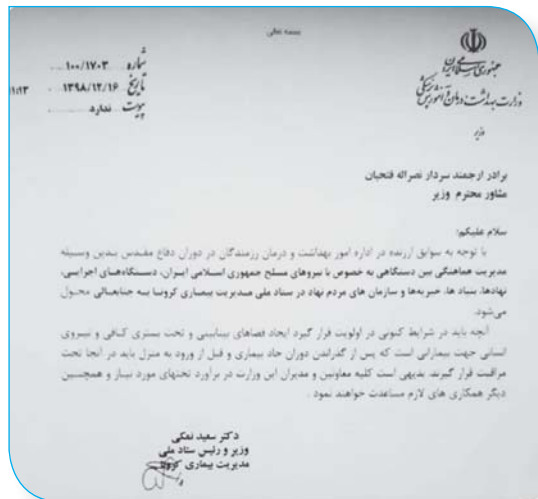 بسمه تعالی
جمهوری اسلامی ایران
وزارت بهداشت، درمان و آموزش پزشکی
وزیر
شماره ۱۰۰/۱۷۰۳
تاریخ ۱۳۹۸/۱۲/۱۶
پیوست ندارد
برادر ارجمند سردار نصراله فتحیان
مشاور محترم وزیر
سلام علیکم؛
با توجه به سوابق ارزنده در اداره امور بهداشت و درمان رزمندگان در دوران دفاع مقدس بدین وسیله
مدیریت هماهنگی بین دستگاهی به خصوص با نیروهای مسلح جمهوری اسلامی ایران، دستگاه‌های اجرایی،
نهادها، بنیاد ها، خیریه‌ها و سازمان های مردم نهاد در ستاد ملی مدیریت بیماری کرونا به جنابعالی محول
می‌شود.
آنچه باید در شرایط کنونی در اولویت قرار گیرد ایجاد فضاهای بینابینی و تخت بستری کافی و نیروی
انسانی جهت بیمارانی است که پس از گذراندن دوران حاد بیماری و قبل از ورود به منزل باید در آنجا تحت
مراقبت قرار گیرند. بدیهی است کلیه معاونین و مدیران این وزارت در برآورد تختهای مورد نیاز و همچنین
دیگر همکاری های لازم مساعدت خواهند نمود .
دکتر سعید نمکی
وزیر و رئیس ستاد ملی
مدیریت بیماری کرونا